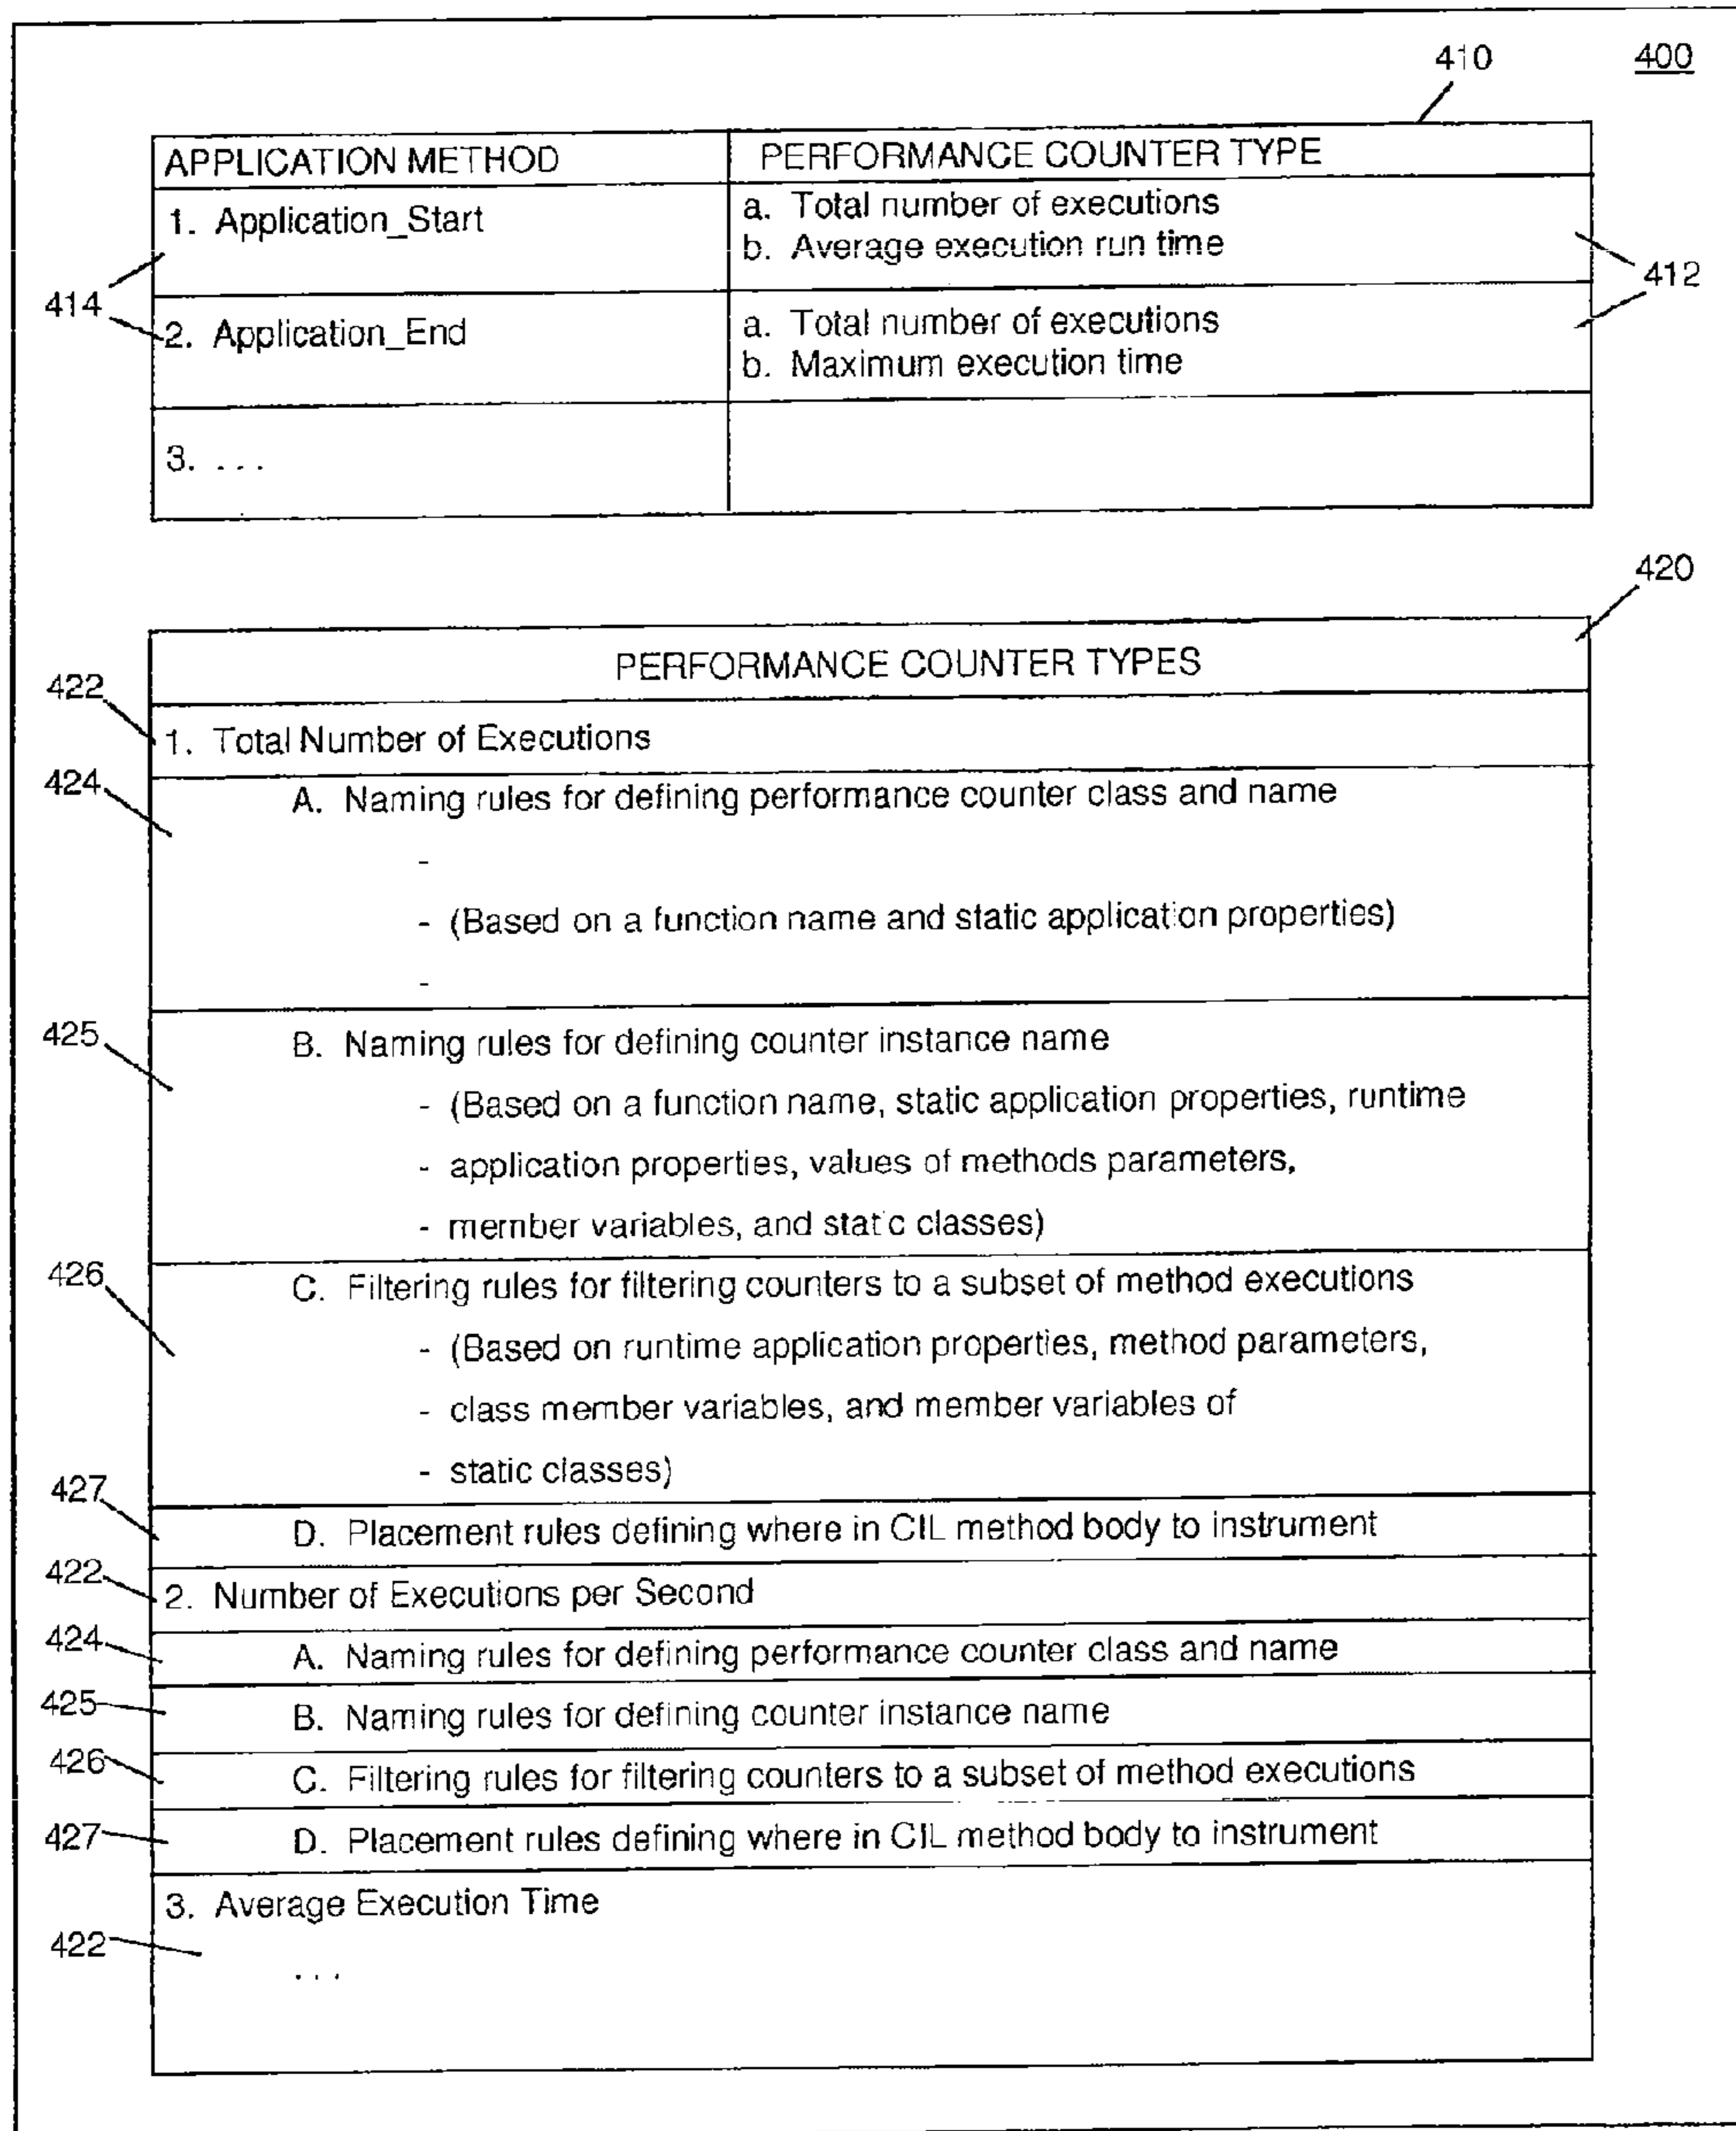 410 400
APPLICATION METHOD PERFORMANCE COUNTER TYPE
1. Application_Start
a. Total number of executions
b. Average execution run time
414
412
2. Application_End
a. Total number of executions
b. Maximum execution time
3. ...
420
PERFORMANCE COUNTER TYPES
422
1. Total Number of Executions
424
A. Naming rules for defining performance counter class and name
-
- (Based on a function name and static application properties)
-
425
B. Naming rules for defining counter instance name
- (Based on a function name, static application properties, runtime
- application properties, values of methods parameters,
- member variables, and static classes)
426
C. Filtering rules for filtering counters to a subset of method executions
- (Based on runtime application properties, method parameters,
- class member variables, and member variables of
- static classes)
427
D. Placement rules defining where in CIL method body to instrument
422
2. Number of Executions per Second
424
A. Naming rules for defining performance counter class and name
425
B. Naming rules for defining counter instance name
426
C. Filtering rules for filtering counters to a subset of method executions
427
D. Placement rules defining where in CIL method body to instrument
3. Average Execution Time
422
...